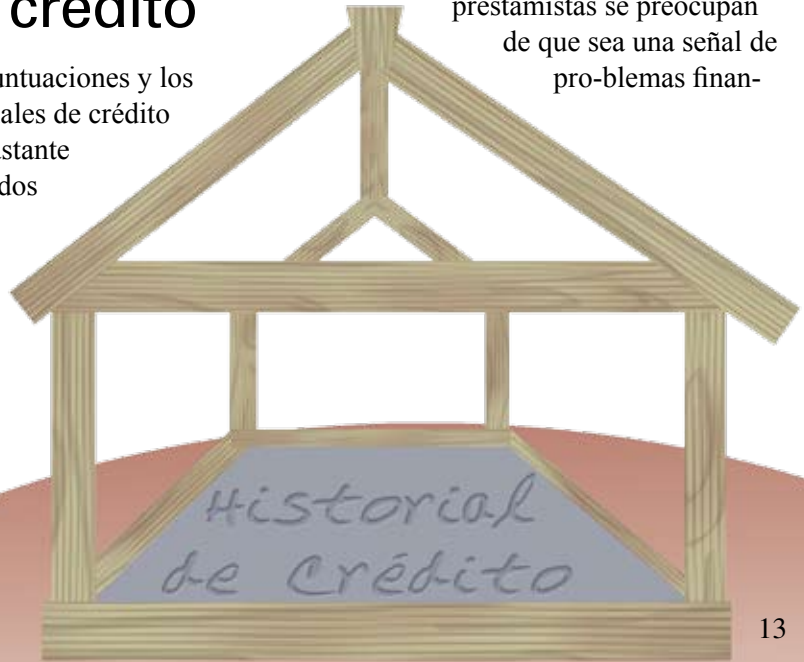 crédito
untuaciones y los
ales de crédito
stante
dos
prestamistas se preocupan
de que sea una señal de
pro-blemas finan-
Historial
de Crédito
13